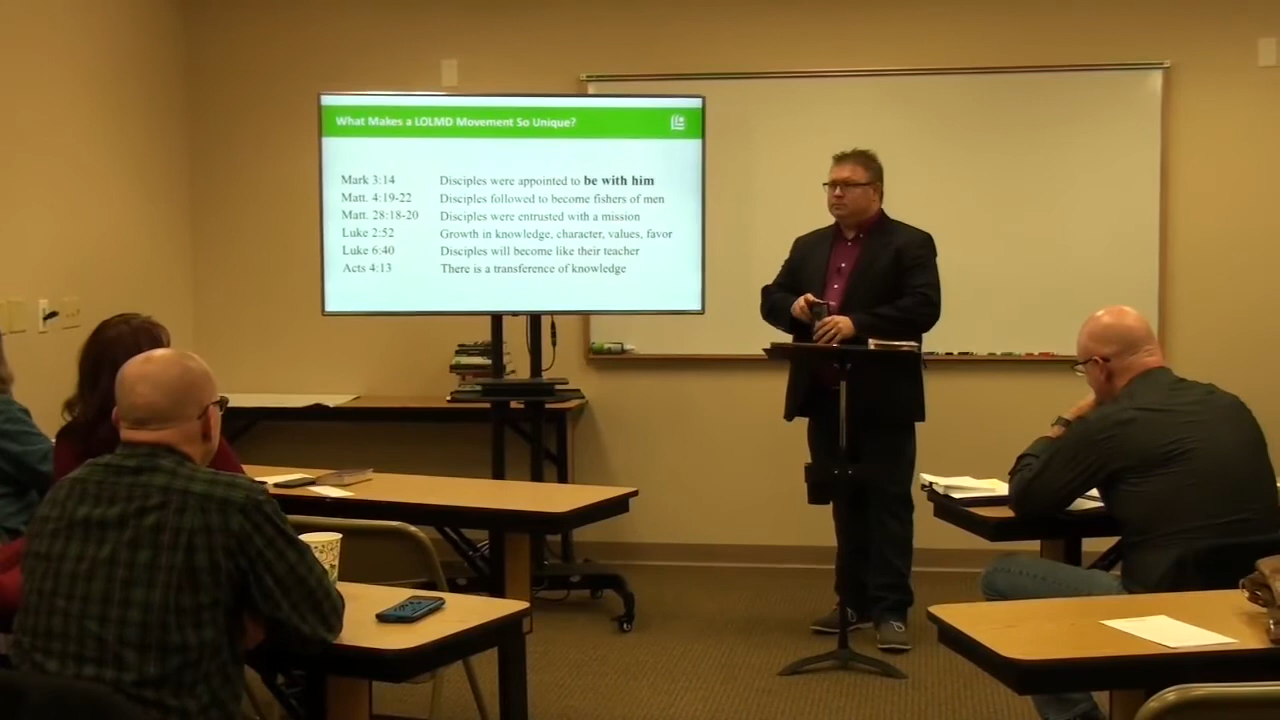 What Makes a LOLMD Movement So Unique?
Mark 3:14 Disciples were appointed to be with him
Matt. 4:19-22 Disciples followed to become fishers of men
Matt. 28:18-20 Disciples were entrusted with a mission
Luke 2:52 Growth in knowledge, character, values, favor
Luke 6:40 Disciples will become like their teacher
Acts 4:13 There is a transference of knowledge